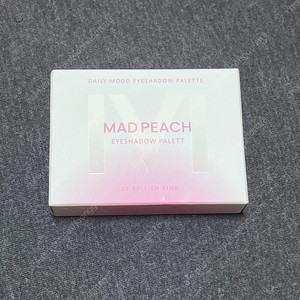 DAILY MOOD EYESHADOW PALETTE
MAD PEACH
EYESHADOW PALETT